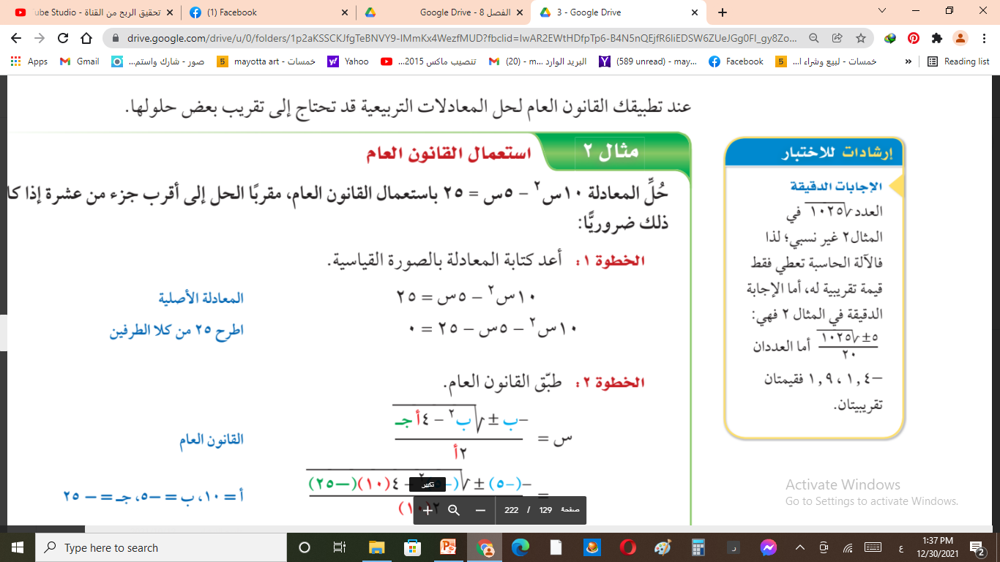 تحقيق الربح من القناة - Tube Studio
(1) Facebook
الفصل 8 - Google Drive
3 - Google Drive
drive.google.com/drive/u/0/folders/1p2aKSSCKJfgTeBNVY9-IMmKx4WezfMUD?fbclid=IwAR2EWtHDfpTp6-B4N5nQEjfR6liEDSW6ZUeJGg0Fl_gy8Zo...
Apps
Gmail
صور - شارك واستم...
خمسات - mayotta art
Yahoo
تنصيب ماكس 2015...
البريد الوارد (20) - m...
(589 unread) - may...
Facebook
خمسات - لبيع وشراء ا...
»
Reading list
عند تطبيقك القانون العام لحل المعادلات التربيعية قد تحتاج إلى تقريب بعض حلولها.
مثال ٢ استعمال القانون العام
حُلِّ المعادلة ١٠س٢ – ٥س = ٢٥ باستعمال القانون العام، مقربًا الحل إلى أقرب جزء من عشرة إذا كا
ذلك ضروريًّا:
الخطوة ١: أعد كتابة المعادلة بالصورة القياسية.
١٠س٢ – ٥س = ٢٥ المعادلة الأصلية
١٠س٢ – ٥س – ٢٥ = ٠ اطرح ٢٥ من كلا الطرفين
الخطوة ٢: طبّق القانون العام.
س = (–ب ± √(ب٢ – ٤أجـ)) / ٢أ القانون العام
= –(–٥) ± √ – ٤(١٠)(–٢٥) أ = ١٠، ب = –٥، جـ = – ٢٥
إرشادات للاختبار
الإجابات الدقيقة
العدد √١٠٢٥ في
المثال٢ غير نسبي؛ لذا
فالآلة الحاسبة تعطي فقط
قيمة تقريبية له، أما الإجابة
الدقيقة في المثال ٢ فهي:
(٥ ± √١٠٢٥) / ٢٠ أما العددان
–١,٤ ، ١,٩ فقيمتان
تقريبيتان.
تكبير
صفحة 129 / 222
Activate Windows
Go to Settings to activate Windows.
Type here to search
ع
1:37 PM
12/30/2021
2